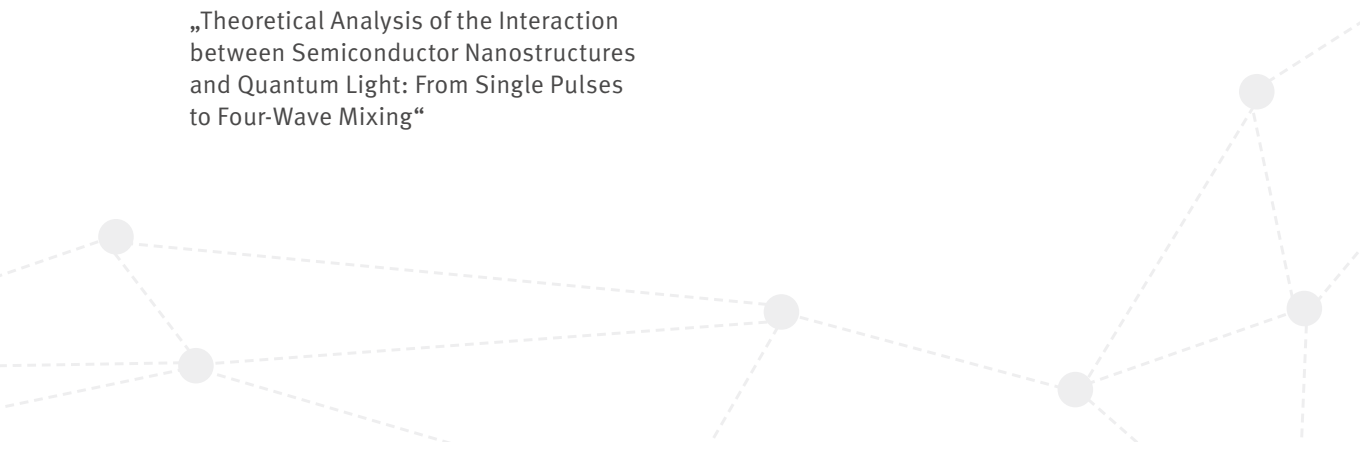 „Theoretical Analysis of the Interaction
between Semiconductor Nanostructures
and Quantum Light: From Single Pulses
to Four-Wave Mixing“